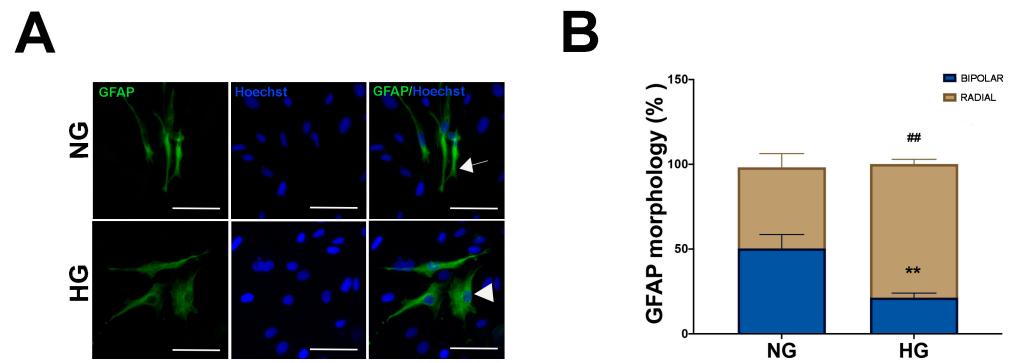 A
GFAP
Hoechst
GFAP/Hoechst
NG
HG
B
GFAP morphology (%)
150
100
50
0
BIPOLAR
RADIAL
##
**
NG
HG